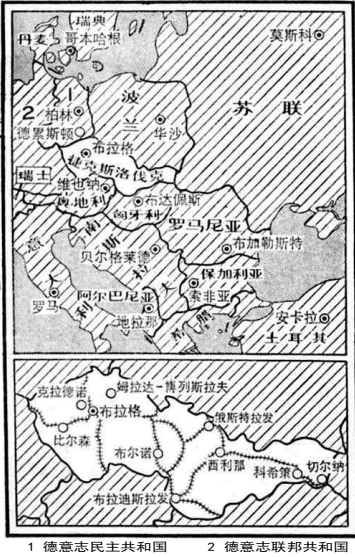 瑞典
丹麦
哥本哈根
莫斯科
1
2
柏林
波兰
苏联
德累斯顿
华沙
布拉格
捷克斯洛伐克
瑞士
维也纳
奥地利
布达佩斯
匈牙利
罗马尼亚
意大利
南斯拉夫
贝尔格莱德
布加勒斯特
保加利亚
索非亚
罗马
阿尔巴尼亚
地拉那
希腊
安卡拉
土耳其
克拉德诺
姆拉达-博列斯拉夫
布拉格
俄斯特拉发
比尔森
布尔诺
西利那
科希策
切尔纳
布拉迪斯拉发
1 德意志民主共和国 2 德意志联邦共和国